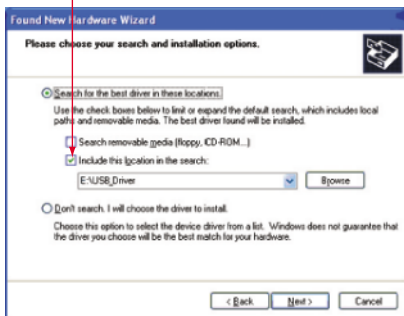 Found New Hardware Wizard
Please choose your search and installation options.
Search for the best driver in these locations.
Use the check boxes below to limit or expand the default search, which includes local
paths and removable media. The best driver found will be installed.
Search removable media (floppy, CD-ROM...)
Include this location in the search:
E:\USB_Driver
Browse
Don't search. I will choose the driver to install.
Choose this option to select the device driver from a list. Windows does not guarantee that
the driver you choose will be the best match for your hardware.
< Back
Next >
Cancel